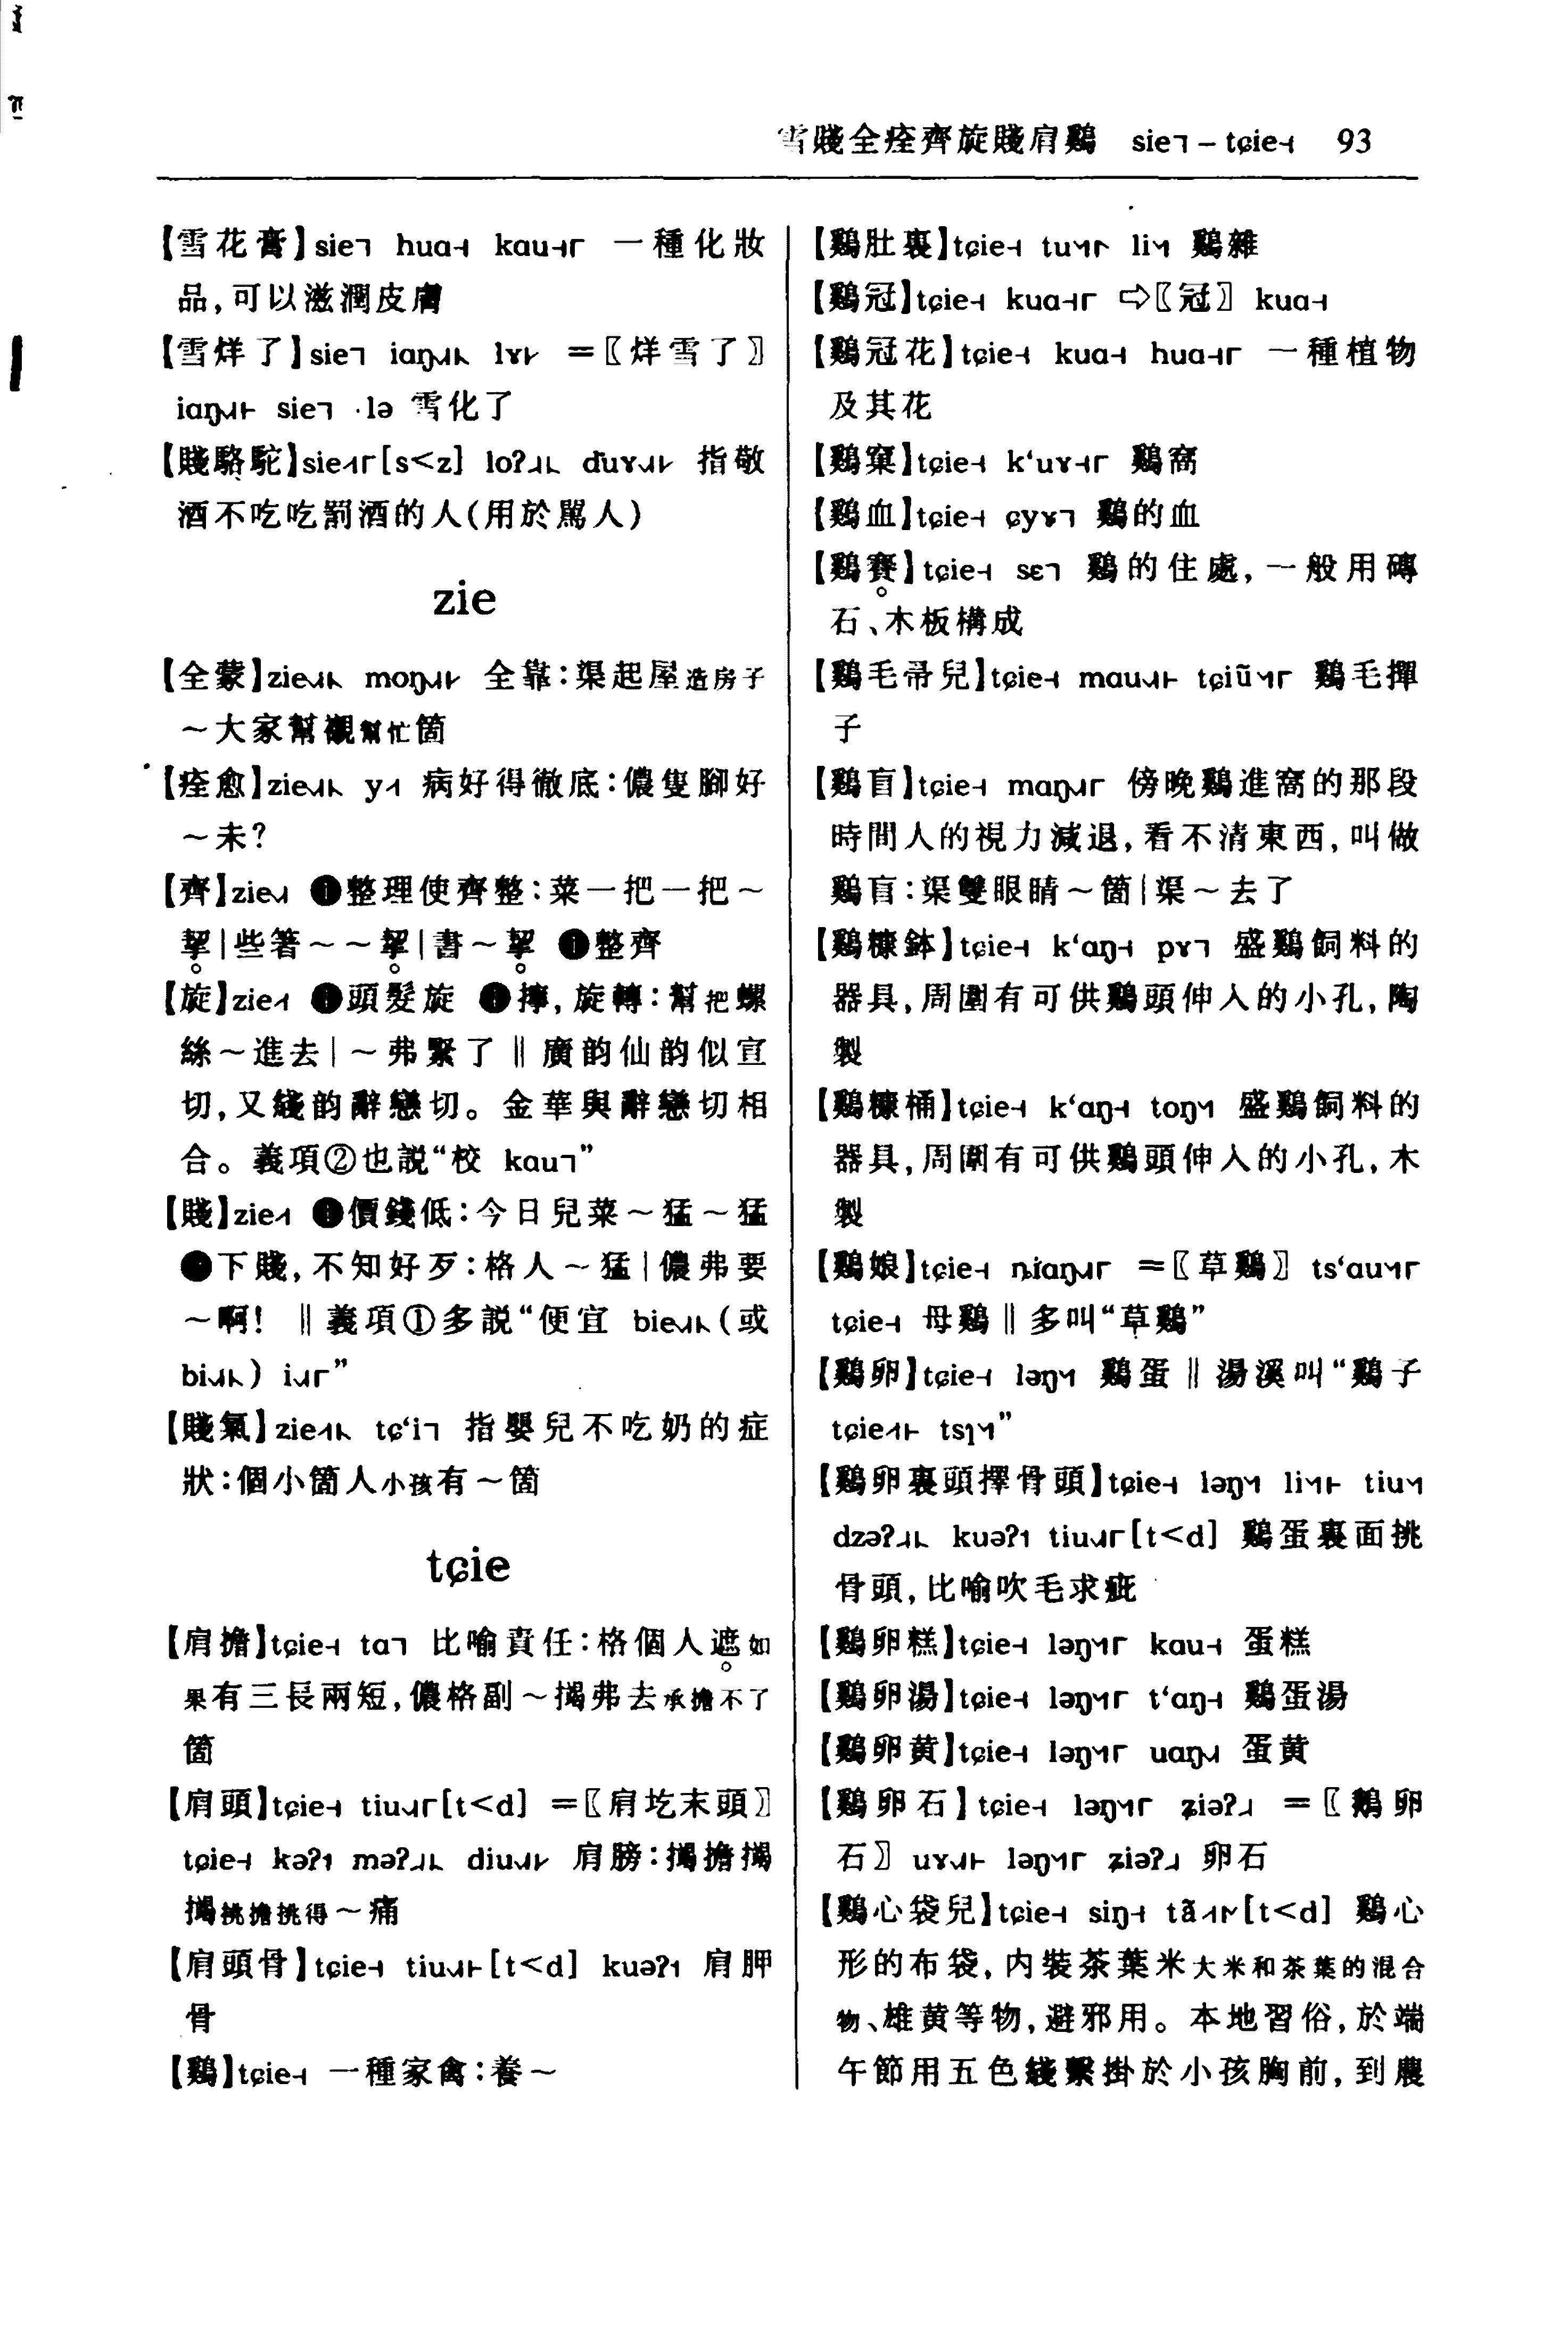 雪賤全痊齊旋賤肩鷄 sie˥ – tɕie˧ 93
【雪花膏】sie˥ hua˧ kau˧꜒ 一種化妝
品,可以滋潤皮膚
【雪烊了】sie˥ iaŋ lɤ =〖烊雪了〗
iaŋ sie˥ ·lə 雪化了
【賤駱駝】sie[s<z] loʔ duɤ 指敬
酒不吃吃罰酒的人(用於駡人)
zie
【全蒙】zie moŋ 全靠:渠起屋造房子
~大家幫襯幫忙箇
【痊愈】zie y 病好得徹底:儂隻腳好
~未?
【齊】zie ❶整理使齊整:菜一把一把~
挈|些箸~~挈|書~挈 ❶整齊
【旋】zie ❶頭髮旋 ❶擰,旋轉:幫把螺
絲~進去|~弗緊了‖廣韵仙韵似宣
切,又綫韵辭戀切。金華與辭戀切相
合。義項②也説“校 kau˥”
【賤】zie ❶價錢低:今日兒菜~猛~猛
下賤,不知好歹:格人~猛|儂弗要
~啊! ‖義項①多説“便宜 bie(或
bi) i”
【賤氣】zie tɕ‘i˥ 指嬰兒不吃奶的症
狀:個小箇人小孩有~箇
tɕie
【肩擔】tɕie˧ ta˥ 比喻責任:格個人遮如
果有三長兩短,儂格副~揭弗去承擔不了
箇
【肩頭】tɕie˧ tiu[t<d] =〖肩圪末頭〗
tɕie˧ kəʔ məʔ diu 肩膀:揭擔揭
揭挑擔挑得~痛
【肩頭骨】tɕie˧ tiu[t<d] kuəʔ 肩胛
骨
【鷄】tɕie˧ 一種家禽:養~
【鷄肚裏】tɕie˧ tu li 鷄雜
【鷄冠】tɕie˧ kua ⇨〖冠〗 kua˧
【鷄冠花】tɕie˧ kua˧ hua 一種植物
及其花
【鷄窠】tɕie˧ k‘uɤ 鷄窩
【鷄血】tɕie˧ ɕyɤ˥ 鷄的血
【鷄賽】tɕie˧ sɛ˥ 鷄的住處,一般用磚
石、木板構成
【鷄毛帚兒】tɕie˧ mau tɕiũ 鷄毛撣
子
【鷄盲】tɕie˧ maŋ 傍晚鷄進窩的那段
時間人的視力減退,看不清東西,叫做
鷄盲:渠雙眼睛~箇|渠~去了
【鷄糠鉢】tɕie˧ k‘aŋ˧ pɤ˥ 盛鷄飼料的
器具,周圍有可供鷄頭伸入的小孔,陶
製
【鷄糠桶】tɕie˧ k‘aŋ˧ toŋ 盛鷄飼料的
器具,周圍有可供鷄頭伸入的小孔,木
製
【鷄娘】tɕie˧ ȵiaŋ =〖草鷄〗 ts‘au
tɕie˧ 母鷄‖多叫“草鷄”
【鷄卵】tɕie˧ ləŋ 鷄蛋‖湯溪叫“鷄子
tɕie tsɿ”
【鷄卵裏頭擇骨頭】tɕie˧ ləŋ li tiu
dzəʔ kuəʔ tiu[t<d] 鷄蛋裏面挑
骨頭,比喻吹毛求疵
【鷄卵糕】tɕie˧ ləŋ kau˧ 蛋糕
【鷄卵湯】tɕie˧ ləŋ t‘aŋ˧ 鷄蛋湯
【鷄卵黄】tɕie˧ ləŋ uaŋ 蛋黄
【鷄卵石】tɕie˧ ləŋ ʑiəʔ =〖鵝卵
石〗 uɤ ləŋ ʑiəʔ 卵石
【鷄心袋兒】tɕie˧ siŋ˧ tã[t<d] 鷄心
形的布袋,内裝茶葉米大米和茶葉的混合
物、雄黄等物,避邪用。本地習俗,於端
午節用五色綫繫掛於小孩胸前,到農